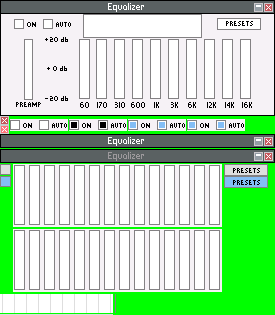 Equalizer
ON AUTO PRESETS
+20 db
+0 db
-20 db
PREAMP 60 170 310 600 1K 3K 6K 12K 14K 16K
ON AUTO ON AUTO ON AUTO ON AUTO
Equalizer
Equalizer
PRESETS
PRESETS